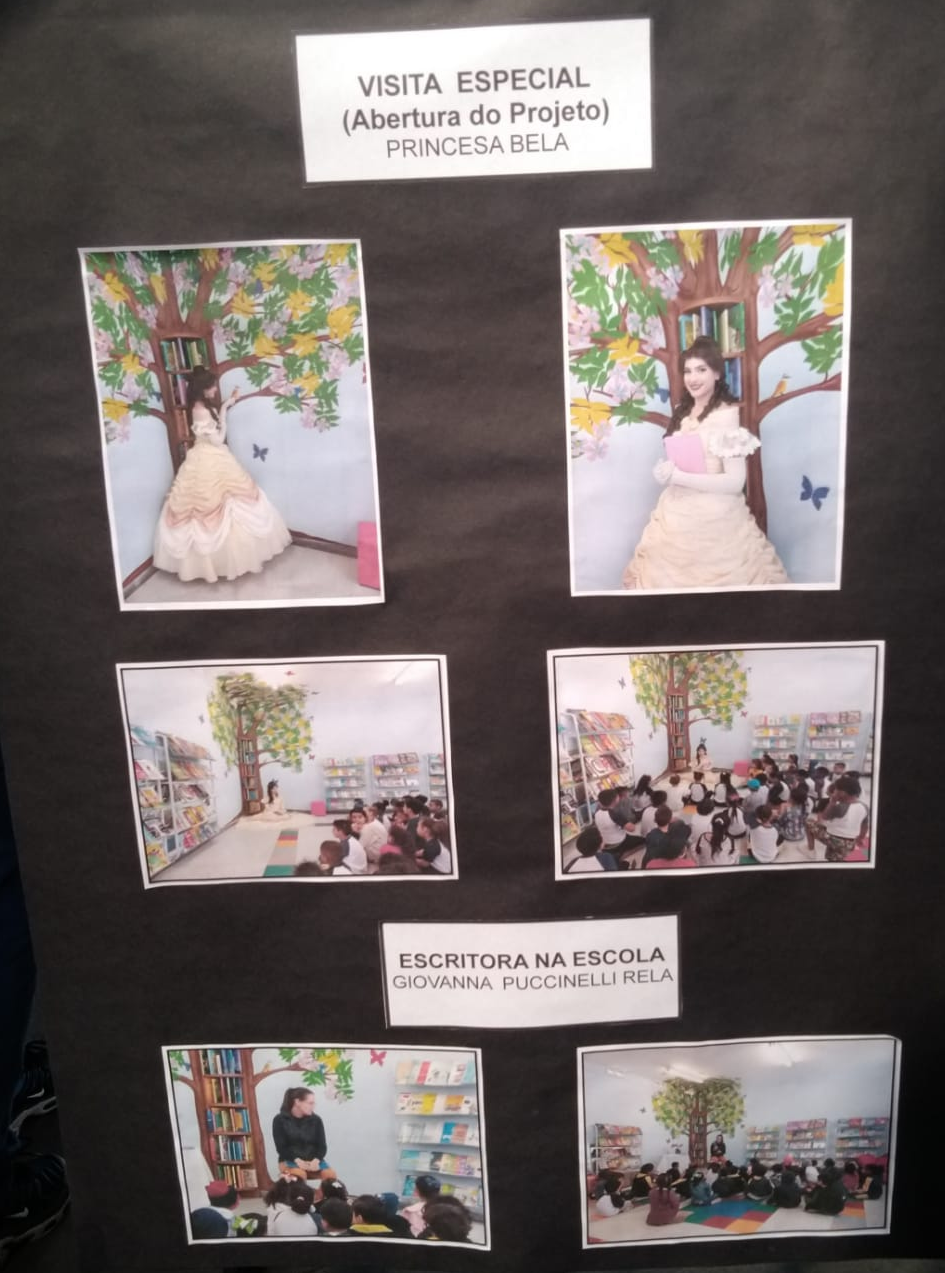 VISITA ESPECIAL
(Abertura do Projeto)
PRINCESA BELA
ESCRITORA NA ESCOLA
GIOVANNA PUCCINELLI RELA